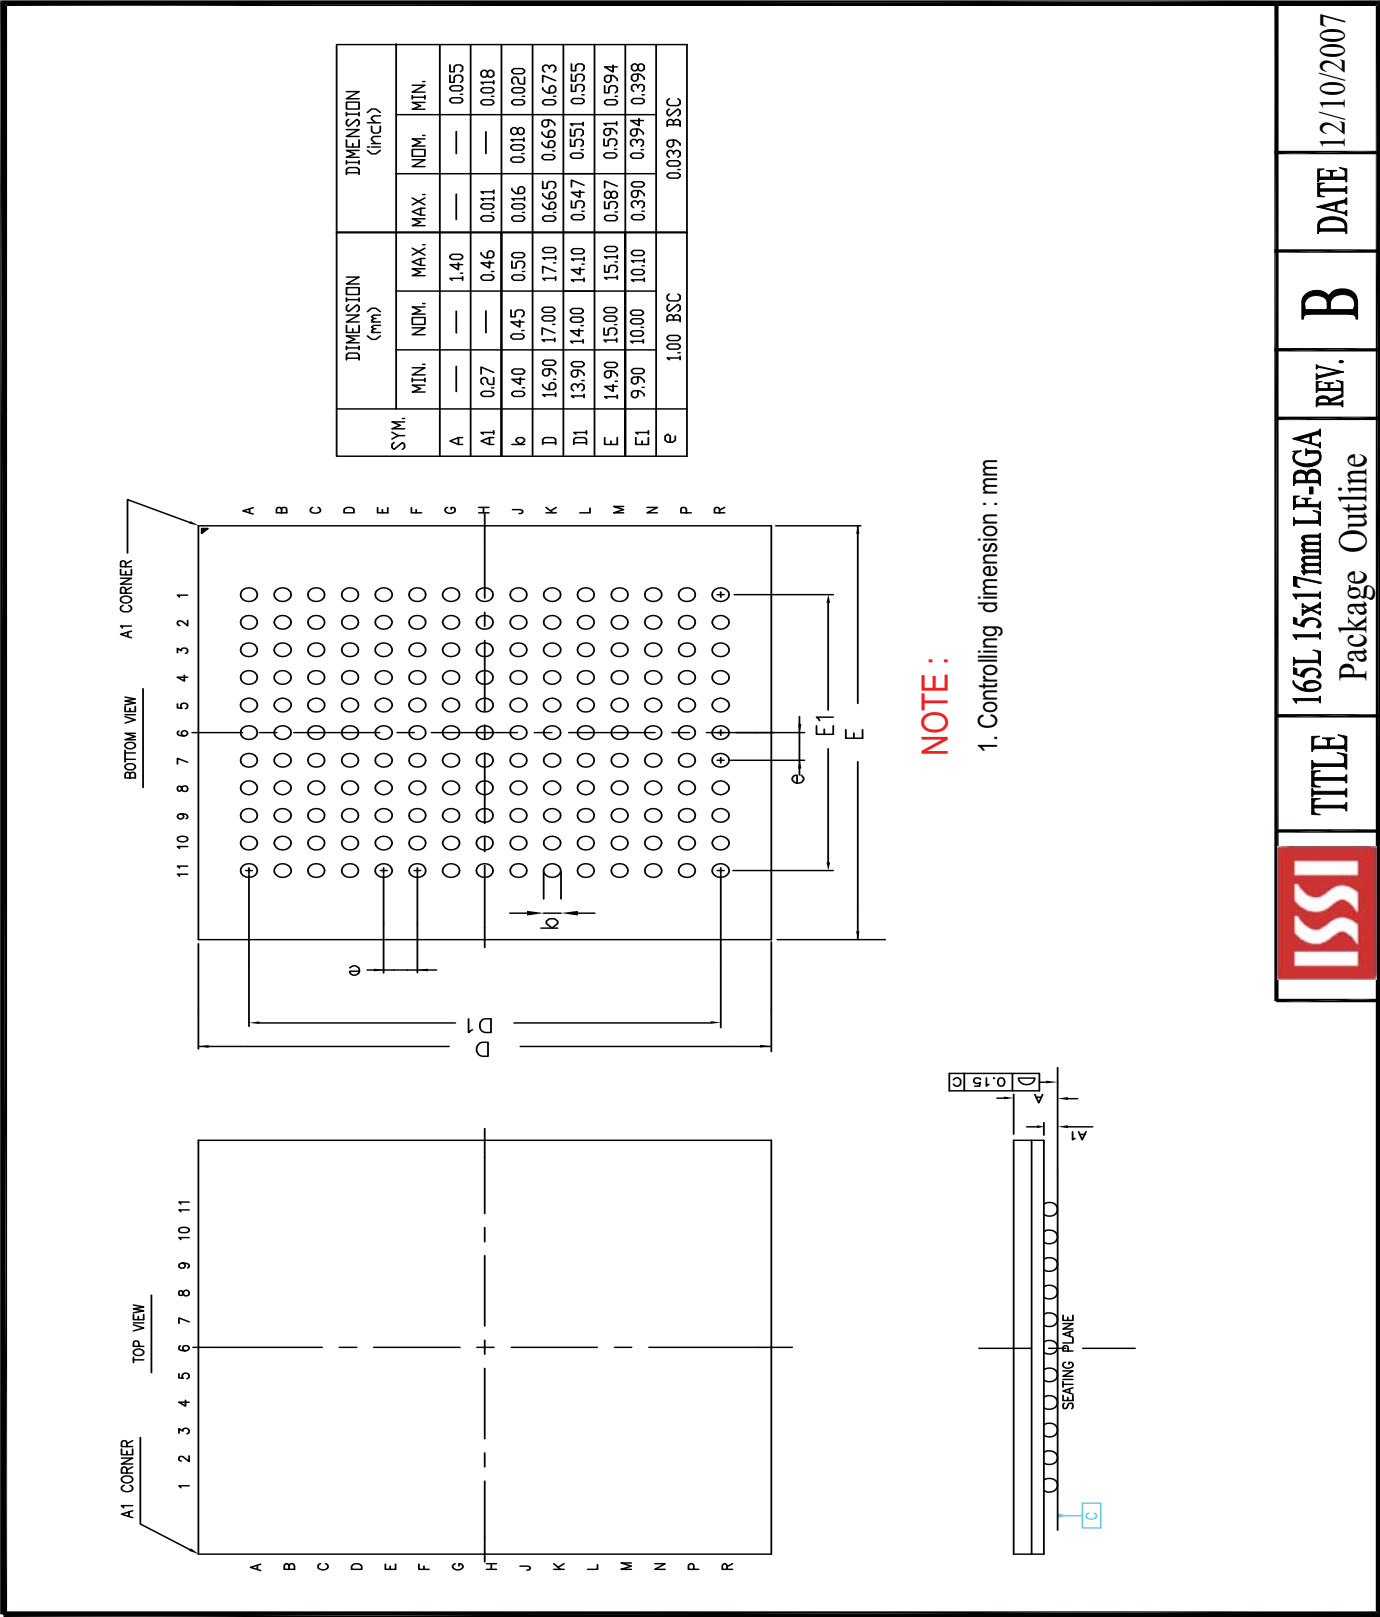 A1 CORNER
TOP VIEW
1 2 3 4 5 6 7 8 9 10 11
A
B
C
D
E
F
G
H
J
K
L
M
N
P
R
BOTTOM VIEW
A1 CORNER
11 10 9 8 7 6 5 4 3 2 1
A
B
C
D
E
F
G
H
J
K
L
M
N
P
R
e
D1
D
b
e
E1
E
SYM. DIMENSION (mm) DIMENSION (inch)
MIN. NOM. MAX. MAX. NOM. MIN.
A — — 1.40 — — 0.055
A1 0.27 — 0.46 0.011 — 0.018
b 0.40 0.45 0.50 0.016 0.018 0.020
D 16.90 17.00 17.10 0.665 0.669 0.673
D1 13.90 14.00 14.10 0.547 0.551 0.555
E 14.90 15.00 15.10 0.587 0.591 0.594
E1 9.90 10.00 10.10 0.390 0.394 0.398
e 1.00 BSC 0.039 BSC
NOTE :
1. Controlling dimension : mm
C 0.15 D
A
A1
SEATING PLANE
C
ISSI
TITLE
165L 15x17mm LF-BGA
Package Outline
REV.
B
DATE
12/10/2007